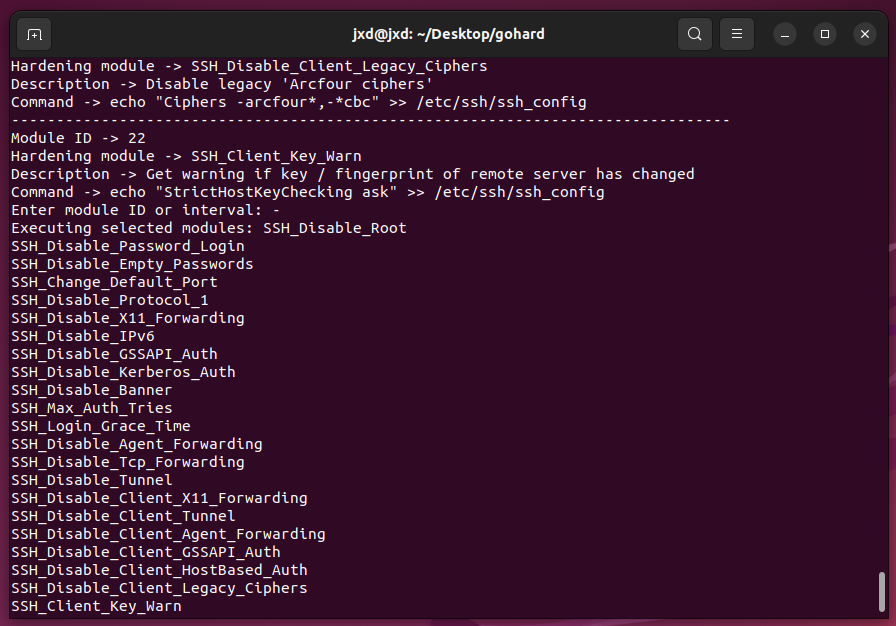 jxd@jxd: ~/Desktop/gohard
Hardening module -> SSH_Disable_Client_Legacy_Ciphers
Description -> Disable legacy 'Arcfour ciphers'
Command -> echo "Ciphers -arcfour*,-*cbc" >> /etc/ssh/ssh_config
--------------------------------------------------------------------------------
Module ID -> 22
Hardening module -> SSH_Client_Key_Warn
Description -> Get warning if key / fingerprint of remote server has changed
Command -> echo "StrictHostKeyChecking ask" >> /etc/ssh/ssh_config
Enter module ID or interval: -
Executing selected modules: SSH_Disable_Root
SSH_Disable_Password_Login
SSH_Disable_Empty_Passwords
SSH_Change_Default_Port
SSH_Disable_Protocol_1
SSH_Disable_X11_Forwarding
SSH_Disable_IPv6
SSH_Disable_GSSAPI_Auth
SSH_Disable_Kerberos_Auth
SSH_Disable_Banner
SSH_Max_Auth_Tries
SSH_Login_Grace_Time
SSH_Disable_Agent_Forwarding
SSH_Disable_Tcp_Forwarding
SSH_Disable_Tunnel
SSH_Disable_Client_X11_Forwarding
SSH_Disable_Client_Tunnel
SSH_Disable_Client_Agent_Forwarding
SSH_Disable_Client_GSSAPI_Auth
SSH_Disable_Client_HostBased_Auth
SSH_Disable_Client_Legacy_Ciphers
SSH_Client_Key_Warn